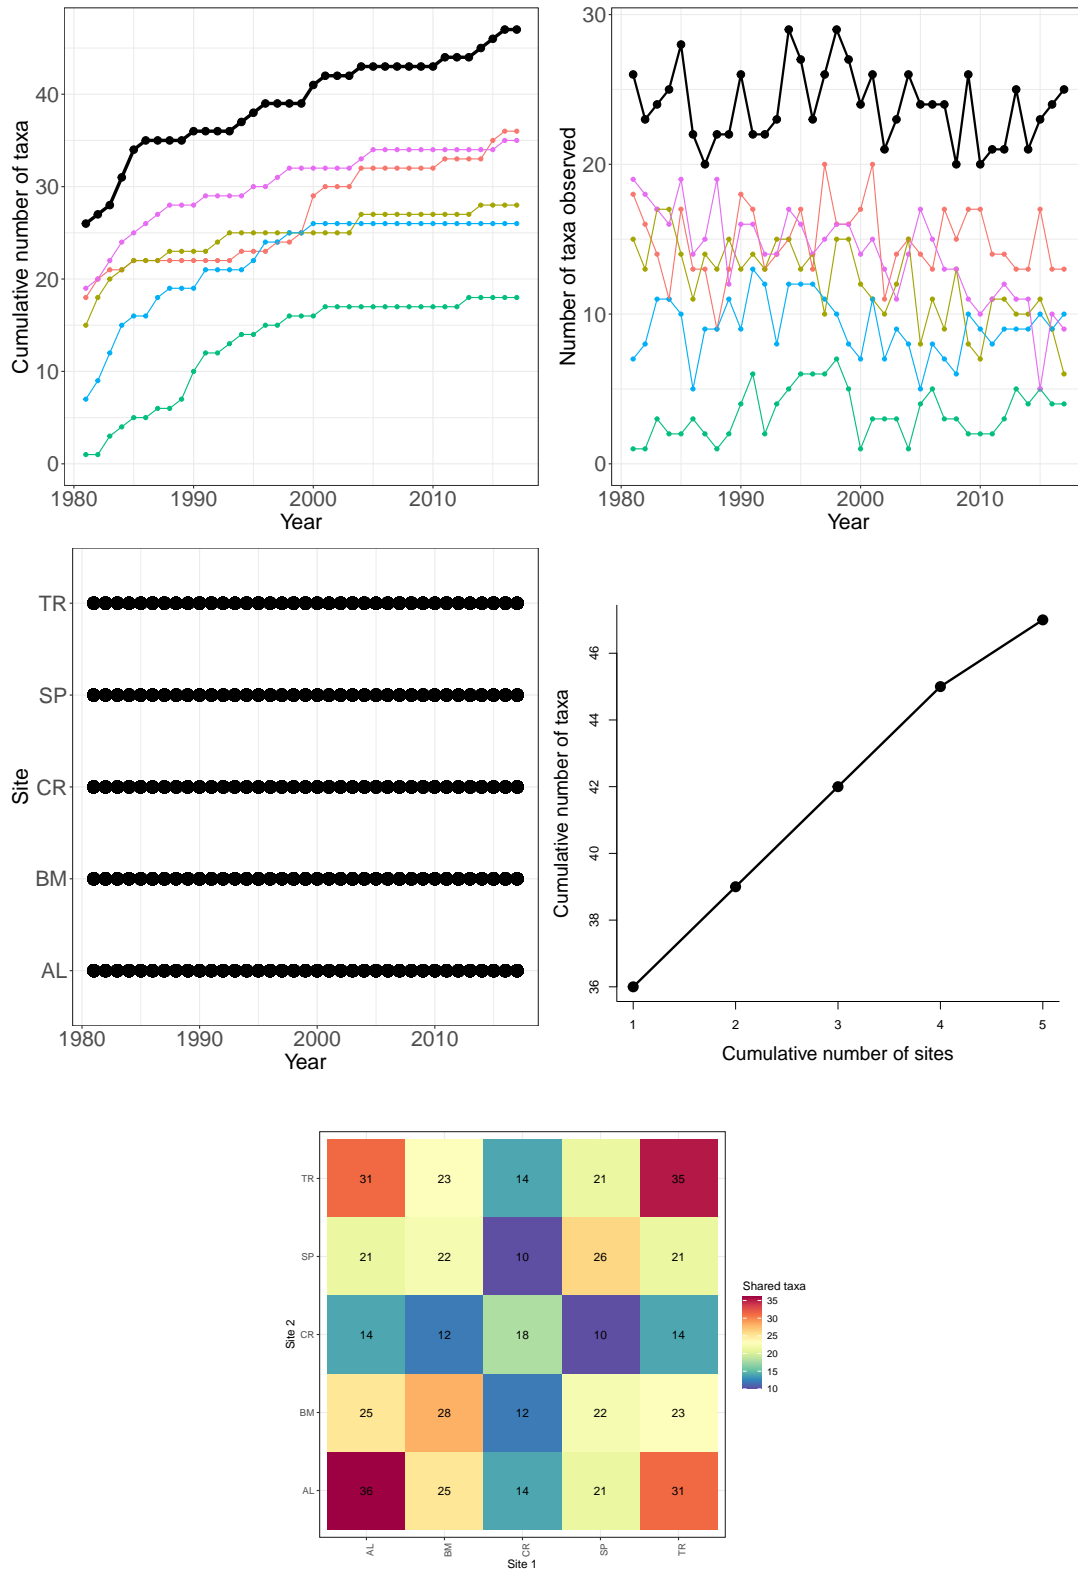 Cumulative number of taxa
40
30
20
10
0
1980 1990 2000 2010
Year
Number of taxa observed
30
20
10
0
1980 1990 2000 2010
Year
Site
TR
SP
CR
BM
AL
1980 1990 2000 2010
Year
Cumulative number of taxa
46
44
42
40
38
36
1 2 3 4 5
Cumulative number of sites
Site 2
TR 31 23 14 21 35
SP 21 22 10 26 21
CR 14 12 18 10 14
BM 25 28 12 22 23
AL 36 25 14 21 31
AL BM CR SP TR
Site 1
Shared taxa
35
30
25
20
15
10